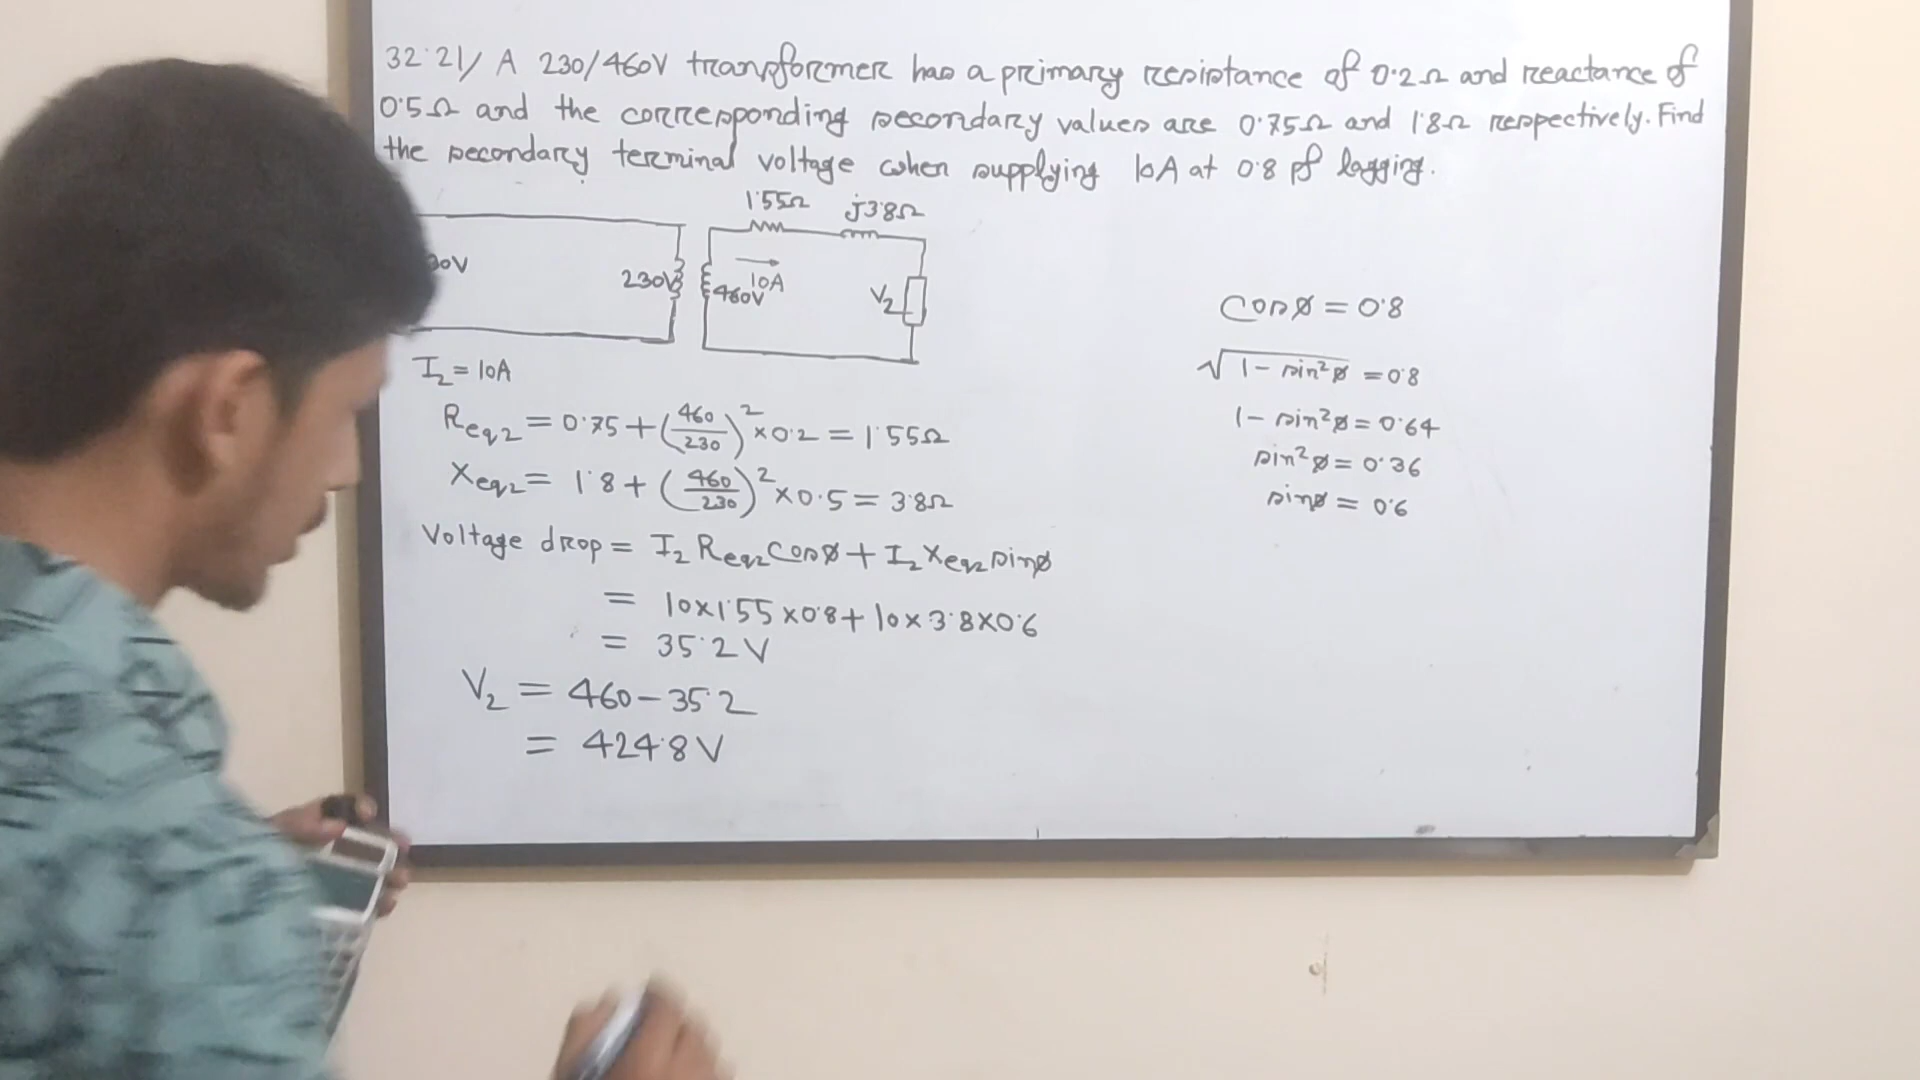 32.21/ A 230/460V transformer has a primary resistance of 0.2Ω and reactance of
0.5Ω and the corresponding secondary values are 0.75Ω and 1.8Ω respectively. Find
the secondary terminal voltage when supplying 10A at 0.8 pf lagging.
1.55Ω j3.8Ω
30V 230V 460V 10A V₂
I₂ = 10A
Req₂ = 0.75 + (460/230)² × 0.2 = 1.55Ω
Xeq₂ = 1.8 + (460/230)² × 0.5 = 3.8Ω
Voltage drop = I₂ Req₂ Cosø + I₂ Xeq₂ sinø
= 10×1.55×0.8 + 10×3.8×0.6
= 35.2 V
V₂ = 460 – 35.2
= 424.8 V
Cosø = 0.8
√1 – sin²ø = 0.8
1 – sin²ø = 0.64
sin²ø = 0.36
sinø = 0.6